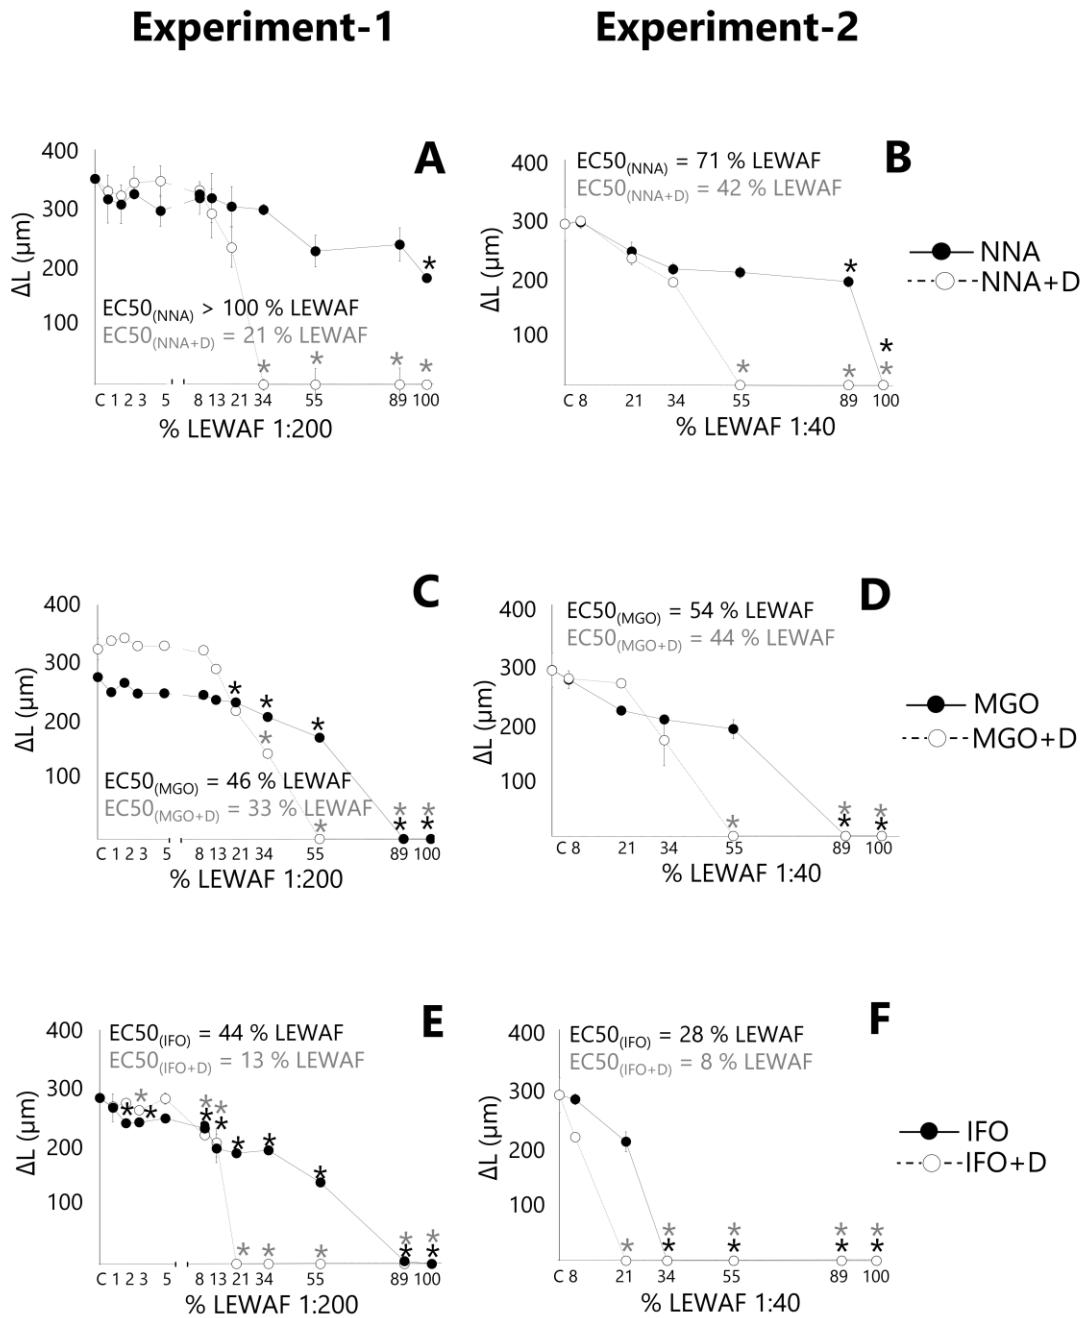 Experiment-1
Experiment-2
A
400
300
200
100
ΔL (µm)
EC50(NNA) > 100 % LEWAF
EC50(NNA+D) = 21 % LEWAF
* * * * *
C 1 2 3 5 8 13 21 34 55 89 100
% LEWAF 1:200
B
400
300
200
100
ΔL (µm)
EC50(NNA) = 71 % LEWAF
EC50(NNA+D) = 42 % LEWAF
* * * * *
C 8 21 34 55 89 100
% LEWAF 1:40
NNA
NNA+D
C
400
300
200
100
ΔL (µm)
EC50(MGO) = 46 % LEWAF
EC50(MGO+D) = 33 % LEWAF
* * * * * * * * *
C 1 2 3 5 8 13 21 34 55 89 100
% LEWAF 1:200
D
400
300
200
100
ΔL (µm)
EC50(MGO) = 54 % LEWAF
EC50(MGO+D) = 44 % LEWAF
* * * * *
C 8 21 34 55 89 100
% LEWAF 1:40
MGO
MGO+D
E
400
300
200
100
ΔL (µm)
EC50(IFO) = 44 % LEWAF
EC50(IFO+D) = 13 % LEWAF
* * * * * * * * * * * * * * * * *
C 1 2 3 5 8 13 21 34 55 89 100
% LEWAF 1:200
F
400
300
200
100
ΔL (µm)
EC50(IFO) = 28 % LEWAF
EC50(IFO+D) = 8 % LEWAF
* * * * * * * * *
C 8 21 34 55 89 100
% LEWAF 1:40
IFO
IFO+D